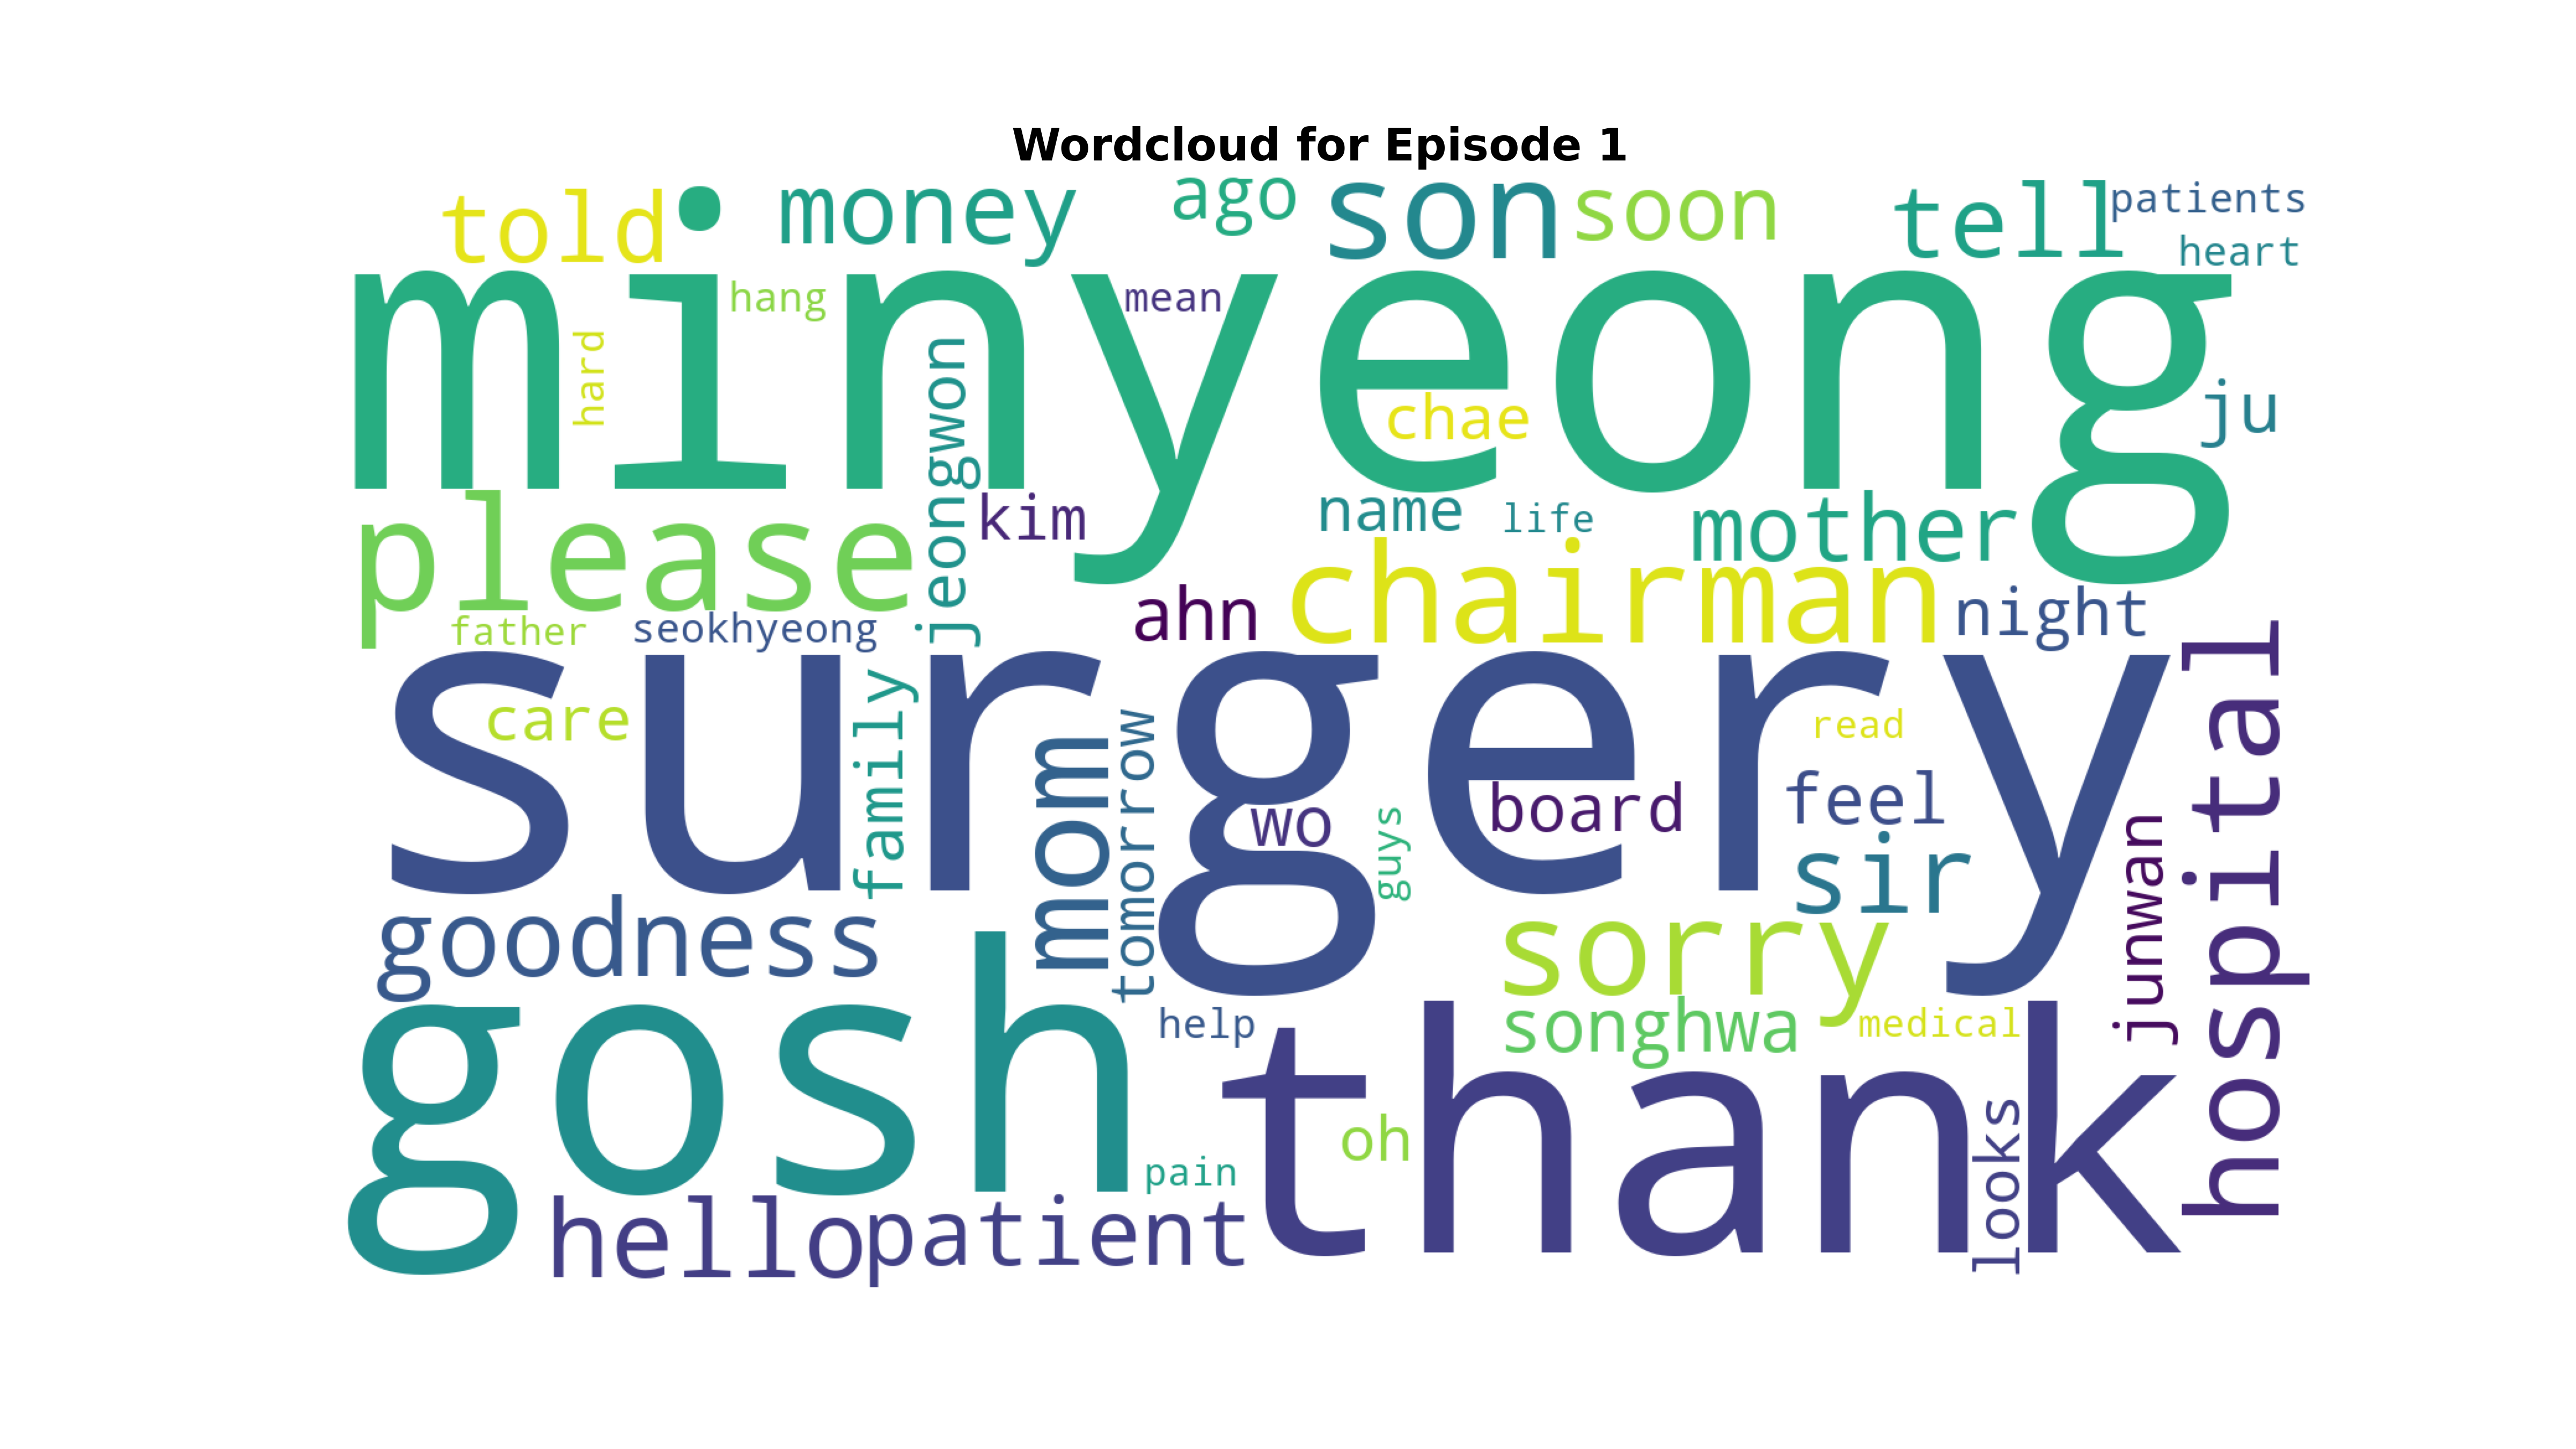 Wordcloud for Episode 1
told
money
ago
son
soon
tell
patients
heart
minyeong
hang
mean
hard
jeongwon
chae
ju
please
kim
name
life
mother
chairman
ahn
night
father
seokhyeong
surgery
hospital
care
family
mom
tomorrow
wo
guys
board
read
feel
sir
junwan
goodness
sorry
gosh
help
songhwa
medical
thank
oh
looks
pain
hello
patient